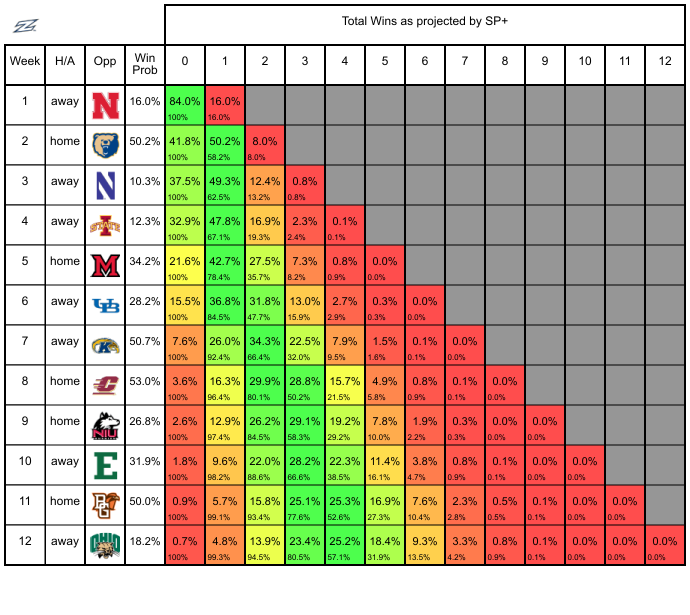 Total Wins as projected by SP+
Week H/A Opp Win Prob 0 1 2 3 4 5 6 7 8 9 10 11 12
1 away N 16.0% 84.0% 16.0%
100% 16.0%
2 home 50.2% 41.8% 50.2% 8.0%
100% 58.2% 8.0%
3 away N 10.3% 37.5% 49.3% 12.4% 0.8%
100% 62.5% 13.2% 0.8%
4 away STATE 12.3% 32.9% 47.8% 16.9% 2.3% 0.1%
100% 67.1% 19.3% 2.4% 0.1%
5 home M 34.2% 21.6% 42.7% 27.5% 7.3% 0.8% 0.0%
100% 78.4% 35.7% 8.2% 0.9% 0.0%
6 away UB 28.2% 15.5% 36.8% 31.8% 13.0% 2.7% 0.3% 0.0%
100% 84.5% 47.7% 15.9% 2.9% 0.3% 0.0%
7 away K 50.7% 7.6% 26.0% 34.3% 22.5% 7.9% 1.5% 0.1% 0.0%
100% 92.4% 66.4% 32.0% 9.5% 1.6% 0.1% 0.0%
8 home C 53.0% 3.6% 16.3% 29.9% 28.8% 15.7% 4.9% 0.8% 0.1% 0.0%
100% 96.4% 80.1% 50.2% 21.5% 5.8% 0.9% 0.1% 0.0%
9 home NIU 26.8% 2.6% 12.9% 26.2% 29.1% 19.2% 7.8% 1.9% 0.3% 0.0% 0.0%
100% 97.4% 84.5% 58.3% 29.2% 10.0% 2.2% 0.3% 0.0% 0.0%
10 away E 31.9% 1.8% 9.6% 22.0% 28.2% 22.3% 11.4% 3.8% 0.8% 0.1% 0.0% 0.0%
100% 98.2% 88.6% 66.6% 38.5% 16.1% 4.7% 0.9% 0.1% 0.0% 0.0%
11 home BG 50.0% 0.9% 5.7% 15.8% 25.1% 25.3% 16.9% 7.6% 2.3% 0.5% 0.1% 0.0% 0.0%
100% 99.1% 93.4% 77.6% 52.6% 27.3% 10.4% 2.8% 0.5% 0.1% 0.0% 0.0%
12 away OHIO 18.2% 0.7% 4.8% 13.9% 23.4% 25.2% 18.4% 9.3% 3.3% 0.8% 0.1% 0.0% 0.0% 0.0%
100% 99.3% 94.5% 80.5% 57.1% 31.9% 13.5% 4.2% 0.9% 0.1% 0.0% 0.0% 0.0%